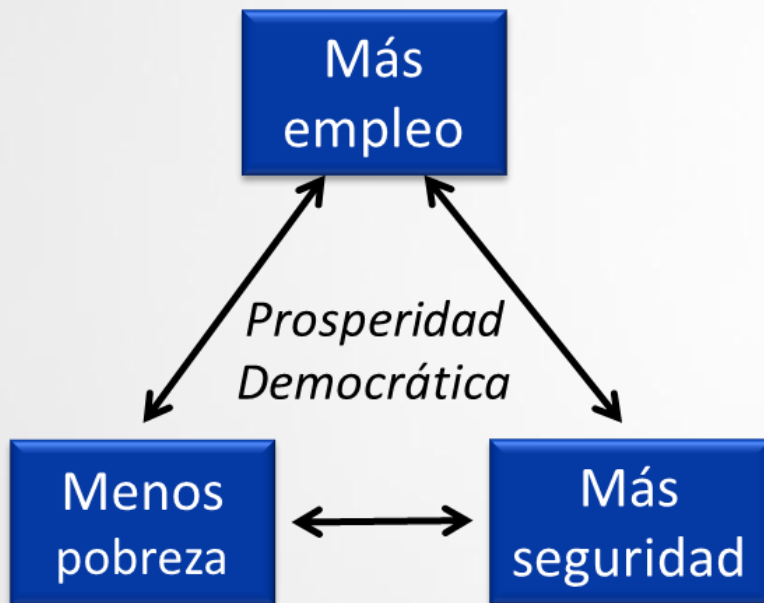 Más
empleo
Prosperidad
Democrática
Menos
pobreza
Más
seguridad